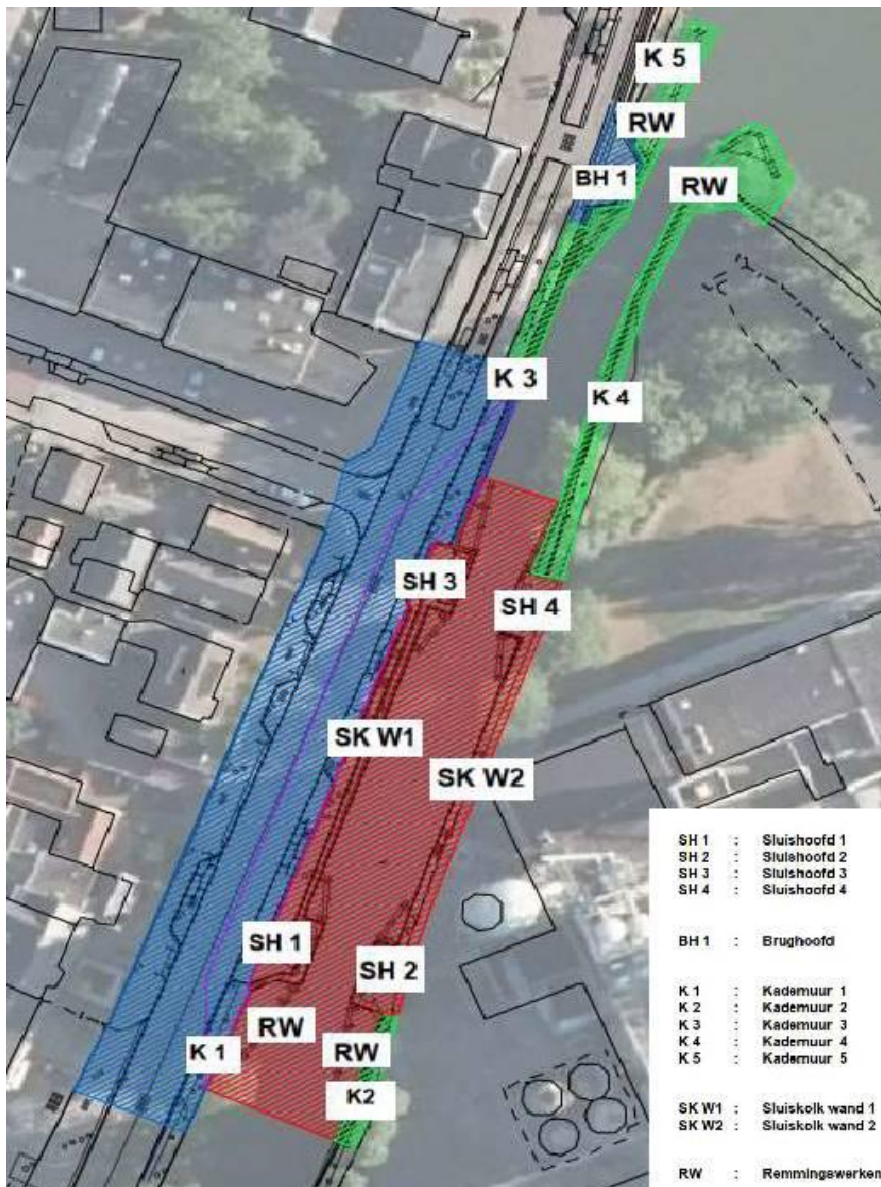 K 5
RW
BH 1
RW
K 3
K 4
SH 3
SH 4
SK W1
SK W2
SH 1
SH 2
RW
K 1
RW
K2
SH 1 : Sluishoofd 1
SH 2 : Sluishoofd 2
SH 3 : Sluishoofd 3
SH 4 : Sluishoofd 4
BH 1 : Brughoofd
K 1 : Kademuur 1
K 2 : Kademuur 2
K 3 : Kademuur 3
K 4 : Kademuur 4
K 5 : Kademuur 5
SK W1 : Sluiskolk wand 1
SK W2 : Sluiskolk wand 2
RW : Remmingswerken